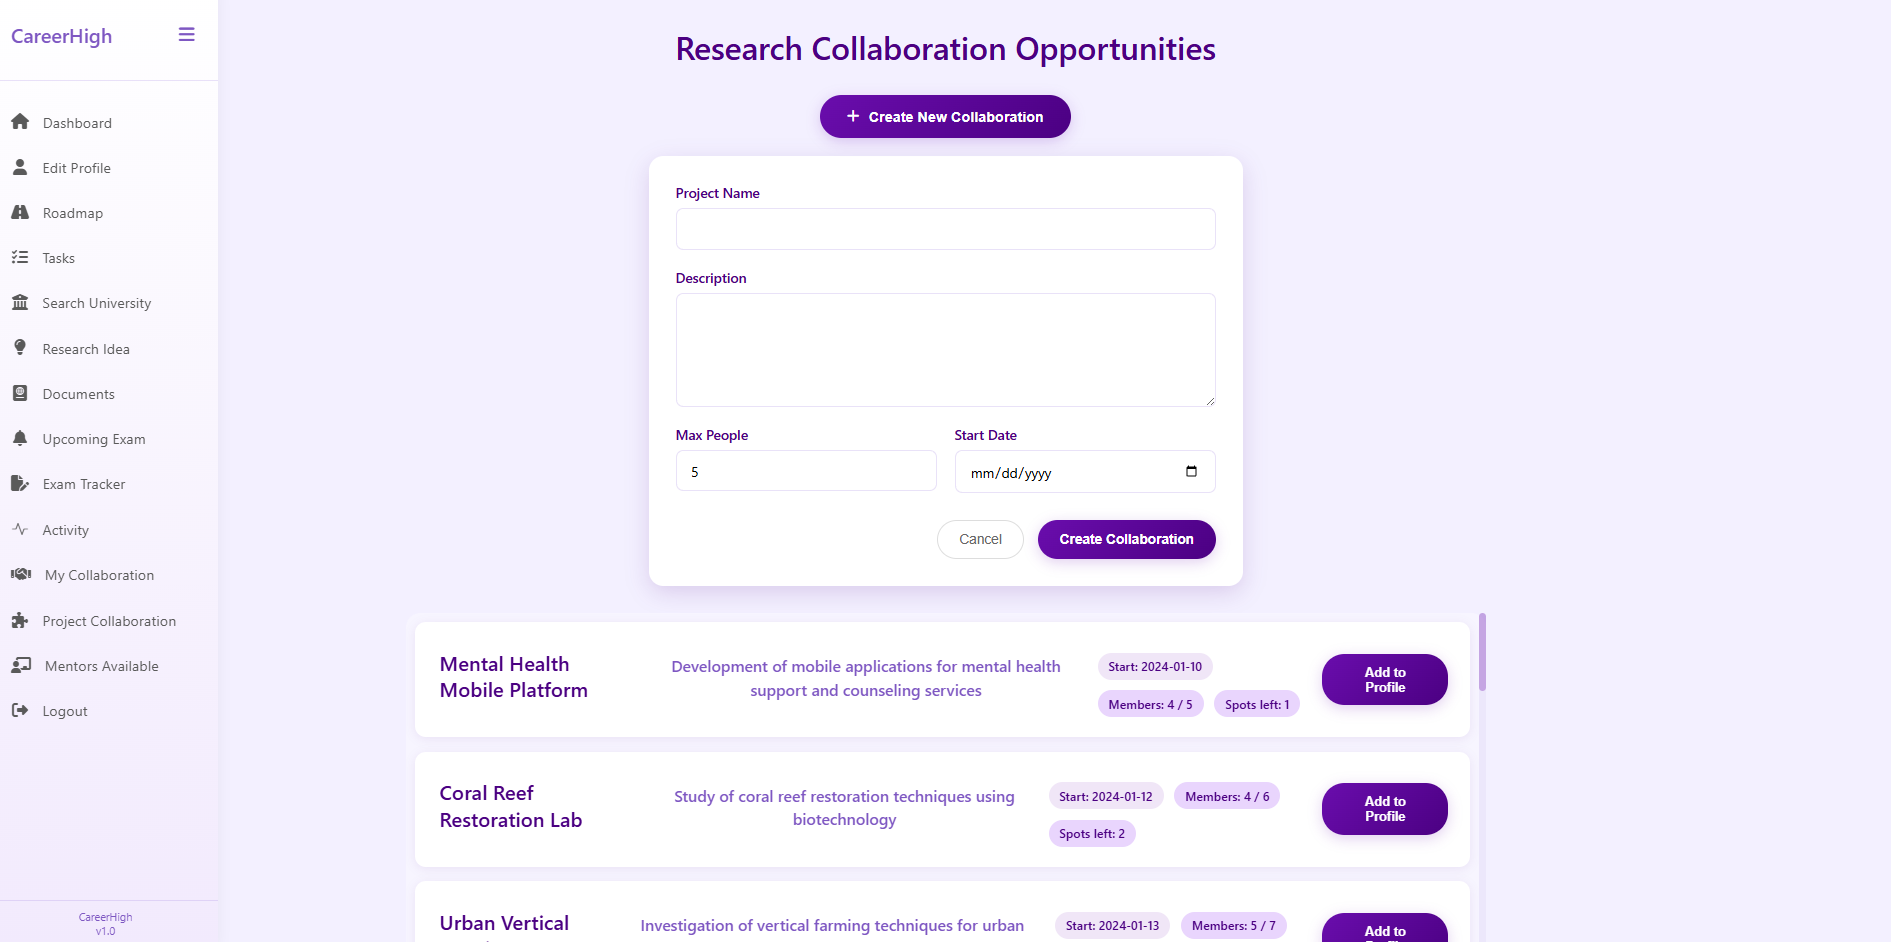 CareerHigh
Dashboard
Edit Profile
Roadmap
Tasks
Search University
Research Idea
Documents
Upcoming Exam
Exam Tracker
Activity
My Collaboration
Project Collaboration
Mentors Available
Logout
CareerHigh
v1.0
Research Collaboration Opportunities
Create New Collaboration
Project Name
Description
Max People
Start Date
5
mm/dd/yyyy
Cancel
Create Collaboration
Mental Health
Mobile Platform
Development of mobile applications for mental health
support and counseling services
Start: 2024-01-10
Members: 4 / 5
Spots left: 1
Add to
Profile
Coral Reef
Restoration Lab
Study of coral reef restoration techniques using
biotechnology
Start: 2024-01-12
Members: 4 / 6
Spots left: 2
Add to
Profile
Urban Vertical
Investigation of vertical farming techniques for urban
Start: 2024-01-13
Members: 5 / 7
Add to